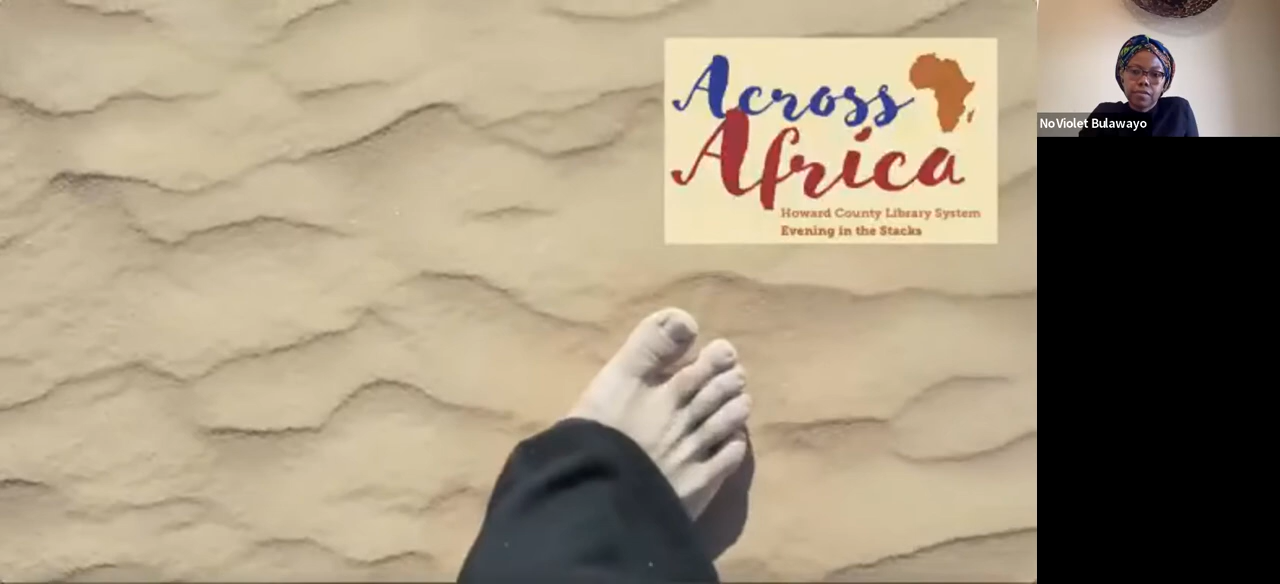 Across
Africa
Howard County Library System
Evening in the Stacks
NoViolet Bulawayo